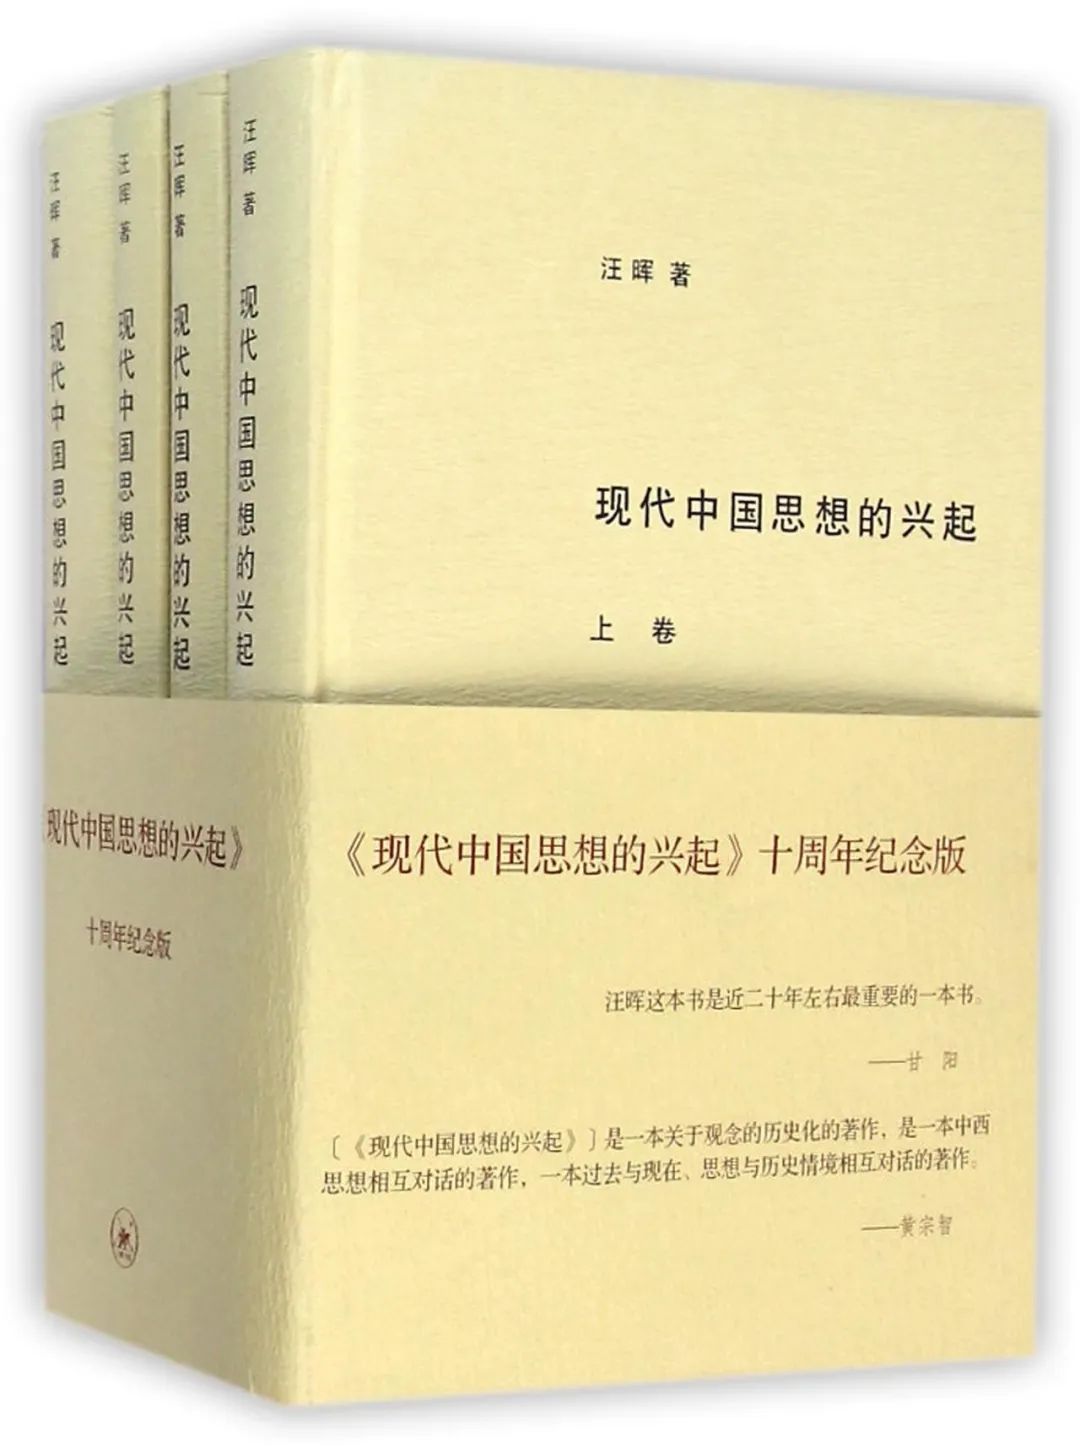 汪晖 著
现代中国思想的兴起
汪晖 著
现代中国思想的兴起
汪晖 著
现代中国思想的兴起
汪晖 著
现代中国思想的兴起
汪晖 著
现代中国思想的兴起
上 卷
现代中国思想的兴起》
十周年纪念版
《现代中国思想的兴起》十周年纪念版
汪晖这本书是近二十年左右最重要的一本书。
——甘 阳
〔《现代中国思想的兴起》〕是一本关于观念的历史化的著作，是一本中西
思想相互对话的著作，一本过去与现在、思想与历史情境相互对话的著作。
——黄宗智